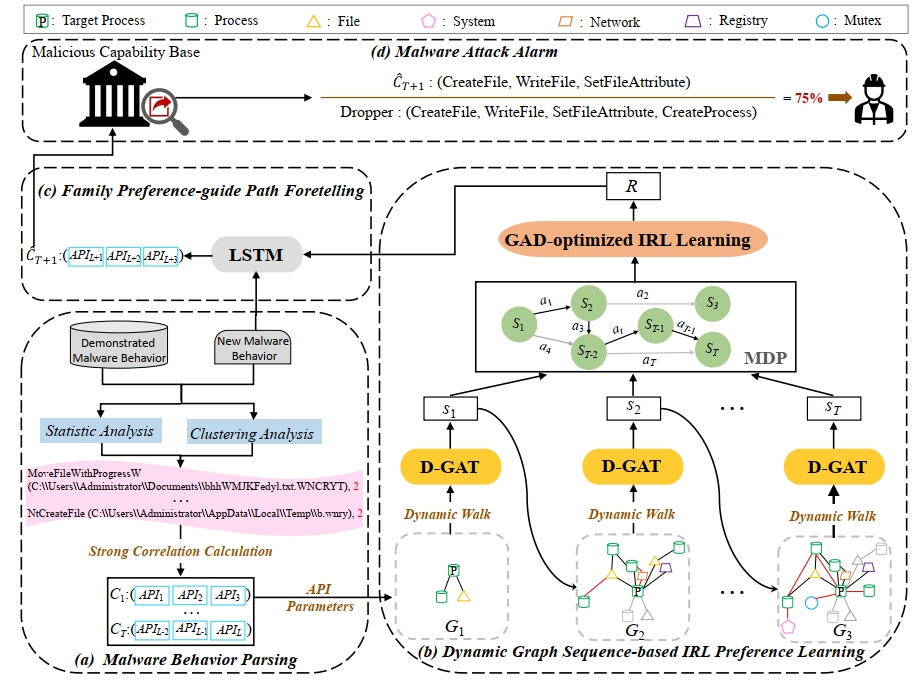 P : Target Process : Process : File : System : Network : Registry : Mutex
Malicious Capability Base
(d) Malware Attack Alarm
Ĉ_{T+1} : (CreateFile, WriteFile, SetFileAttribute)
Dropper : (CreateFile, WriteFile, SetFileAttribute, CreateProcess)
= 75%
(c) Family Preference-guide Path Foretelling
Ĉ_{T+1}:(API_{L+1} API_{L+2} API_{L+3})
LSTM
R
GAD-optimized IRL Learning
S_1
a_1
S_2
a_2
S_3
a_3
a_4
S_{T-2}
a_t
S_{T-1}
a_{T-1}
S_T
a_T
MDP
Demonstrated
Malware Behavior
New Malware
Behavior
Statistic Analysis
Clustering Analysis
MoveFileWithProgressW
(C:\\Users\\Administrator\\Documents\\bhhWMJKFedyl.txt.WNCRYT), 2
...
NtCreateFile (C:\\Users\\Administrator\\AppData\\Local\\Temp\\b.wnry), 2
Strong Correlation Calculation
C_1:(API_1 API_2 API_3)
...
C_T:(API_{L-2} API_{L-1} API_L)
(a) Malware Behavior Parsing
API
Parameters
s_1
s_2
...
s_T
D-GAT
D-GAT
D-GAT
Dynamic Walk
Dynamic Walk
Dynamic Walk
P
P
P
...
G_1
G_2
G_3
(b) Dynamic Graph Sequence-based IRL Preference Learning